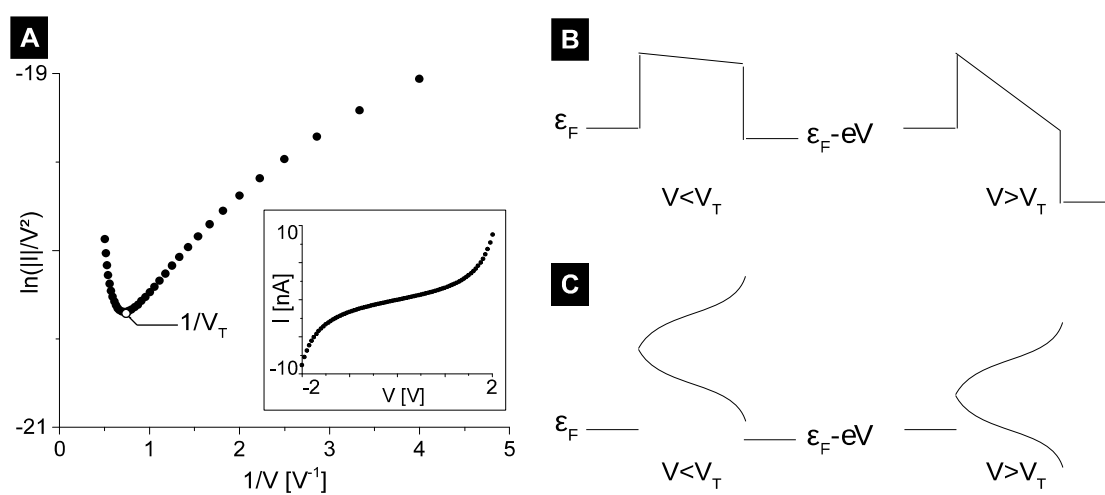 A
-19
ln(|I|/V²)
-21
0
1
2
3
4
5
1/V [V⁻¹]
1/V_T
10
I [nA]
-10
-2
V [V]
2
B
ε_F
ε_F-eV
V<V_T
V>V_T
C
ε_F
ε_F-eV
V<V_T
V>V_T